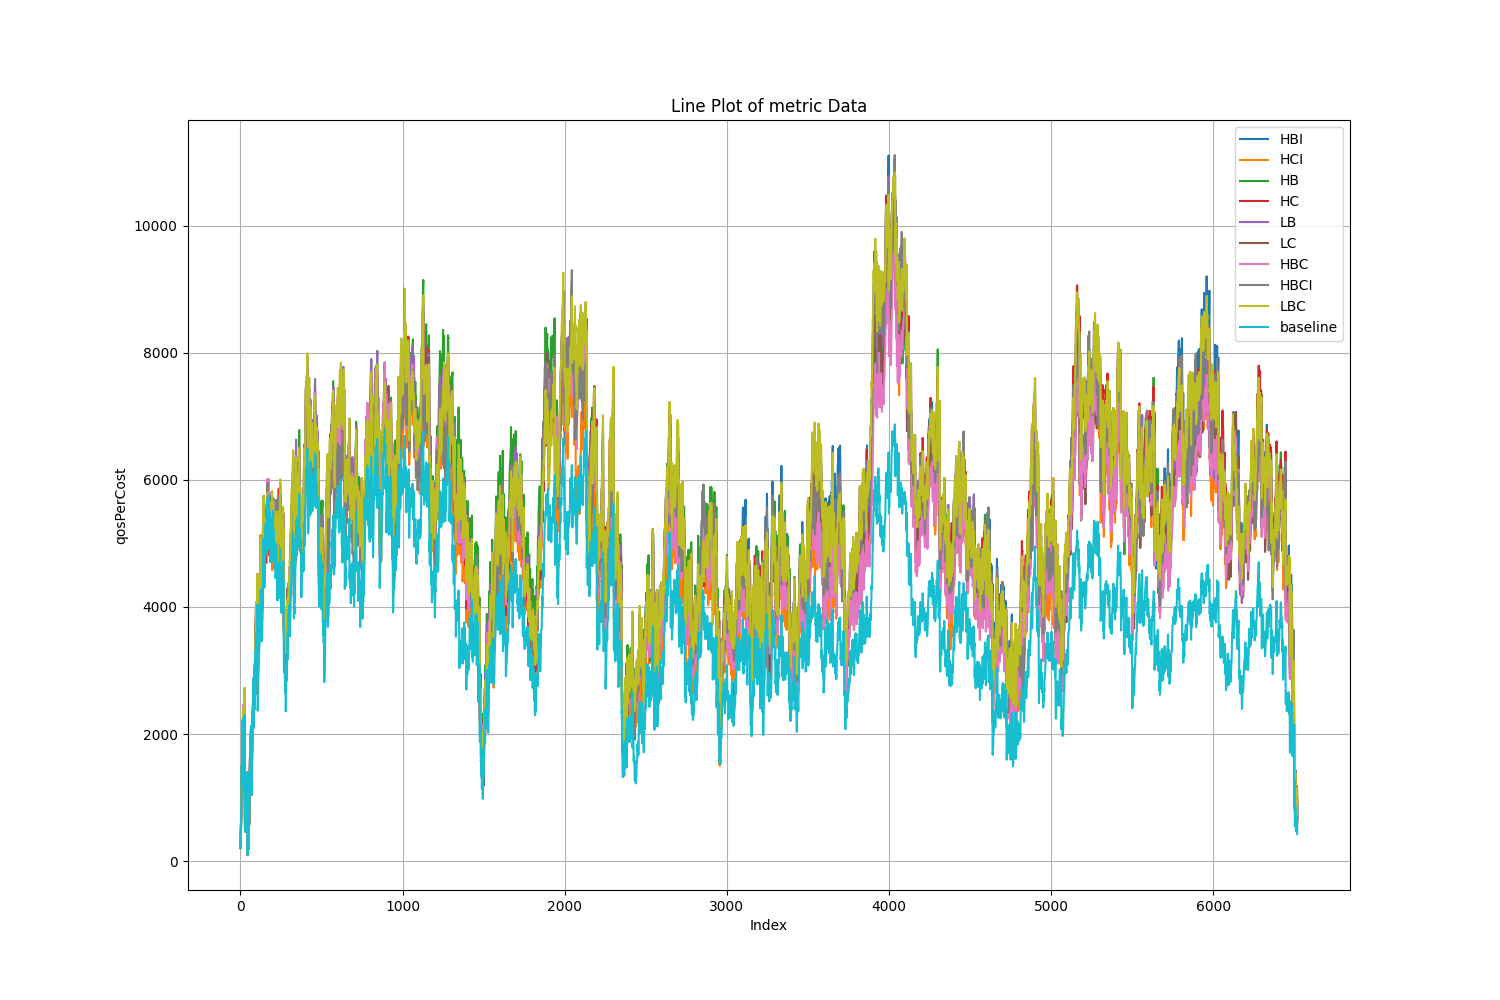 Line Plot of metric Data
HBI
HCI
HB
HC
LB
LC
HBC
HBCI
LBC
baseline
qosPerCost
10000
8000
6000
4000
2000
0
0 1000 2000 3000 4000 5000 6000
Index